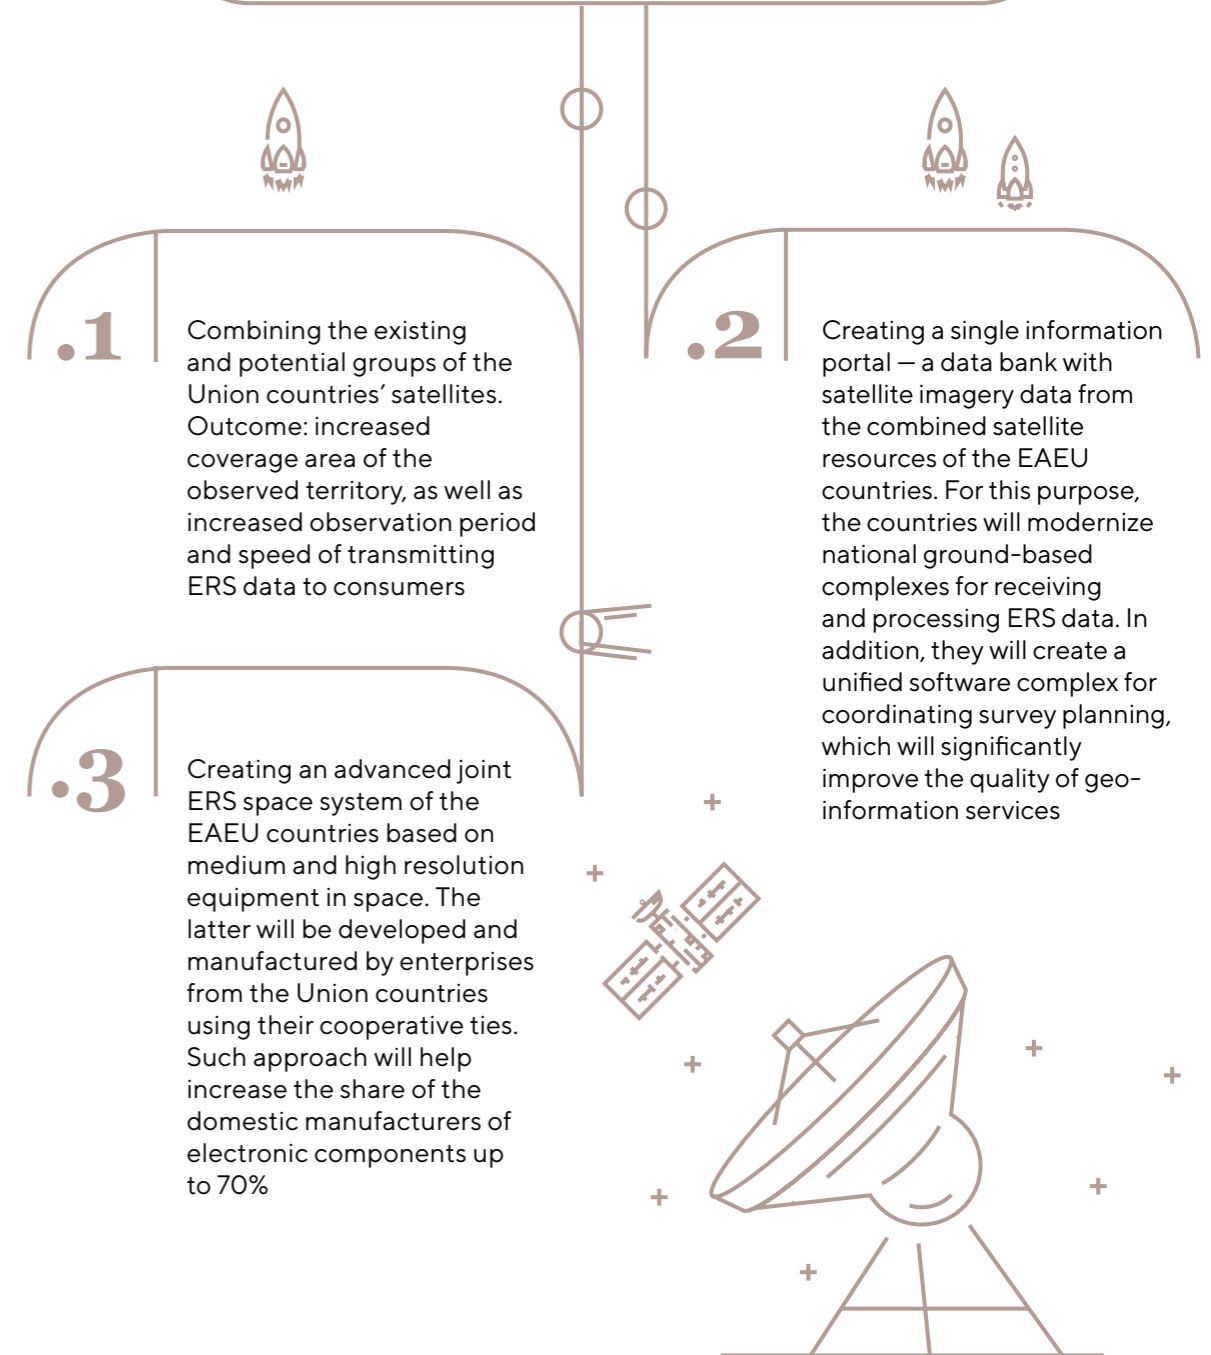 .1
Combining the existing
and potential groups of the
Union countries’ satellites.
Outcome: increased
coverage area of the
observed territory, as well as
increased observation period
and speed of transmitting
ERS data to consumers
.2
Creating a single information
portal — a data bank with
satellite imagery data from
the combined satellite
resources of the EAEU
countries. For this purpose,
the countries will modernize
national ground-based
complexes for receiving
and processing ERS data. In
addition, they will create a
unified software complex for
coordinating survey planning,
which will significantly
improve the quality of geo-
information services
.3
Creating an advanced joint
ERS space system of the
EAEU countries based on
medium and high resolution
equipment in space. The
latter will be developed and
manufactured by enterprises
from the Union countries
using their cooperative ties.
Such approach will help
increase the share of the
domestic manufacturers of
electronic components up
to 70%